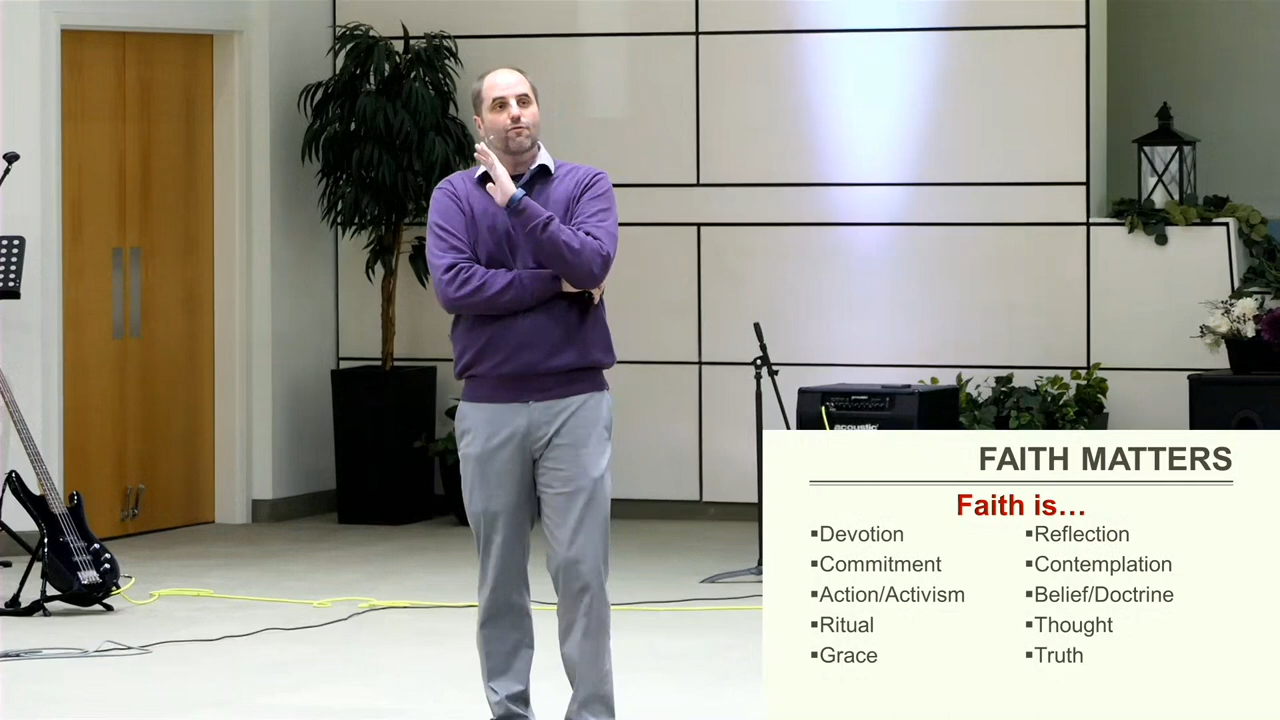 acoustic
FAITH MATTERS
Faith is…
▪Devotion
▪Commitment
▪Action/Activism
▪Ritual
▪Grace
▪Reflection
▪Contemplation
▪Belief/Doctrine
▪Thought
▪Truth